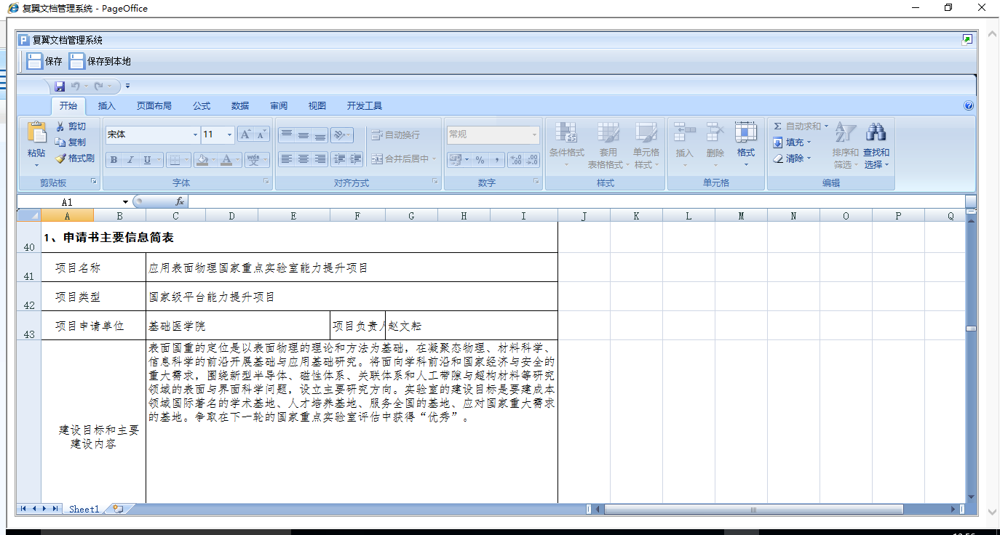 复翼文档管理系统 - PageOffice
复翼文档管理系统
保存 保存到本地
开始 插入 页面布局 公式 数据 审阅 视图 开发工具
粘贴 剪切 复制 格式刷 剪贴板
宋体 11 B I U A A wén 文 字体
自动换行 合并后居中 对齐方式
常规 % , 数字
条件格式 套用 表格格式 单元格 样式 样式
插入 删除 格式 单元格
Σ 自动求和 填充 清除 排序和 筛选 查找和 选择 编辑
A1 fx
A B C D E F G H I J K L M N O P Q
40 1、申请书主要信息简表
41 项目名称 应用表面物理国家重点实验室能力提升项目
42 项目类型 国家级平台能力提升项目
43 项目申请单位 基础医学院 项目负责人 赵文耘
表面国重的定位是以表面物理的理论和方法为基础，在凝聚态物理、材料科学、
信息科学的前沿开展基础与应用基础研究。将面向学科前沿和国家经济与安全的
重大需求，围绕新型半导体、磁性体系、关联体系和人工带隙与超构材料等研究
领域的表面与界面科学问题，设立主要研究方向。实验室的建设目标是要建成本
领域国际著名的学术基地、人才培养基地、服务全国的基地、应对国家重大需求
的基地。争取在下一轮的国家重点实验室评估中获得“优秀”。
建设目标和主要
建设内容
Sheet1